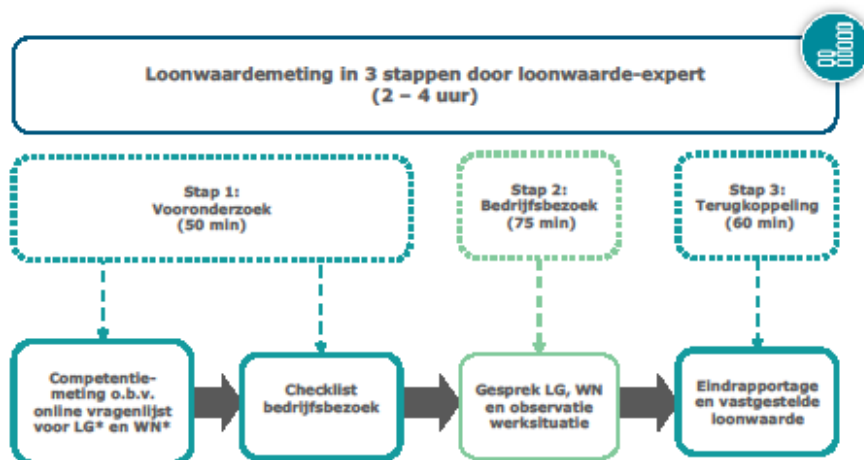 Loonwaardemeting in 3 stappen door loonwaarde-expert
(2 – 4 uur)
Stap 1:
Vooronderzoek
(50 min)
Stap 2:
Bedrijfsbezoek
(75 min)
Stap 3:
Terugkoppeling
(60 min)
Competentie-
meting o.b.v.
online vragenlijst
voor LG* en WN*
Checklist
bedrijfsbezoek
Gesprek LG, WN
en observatie
werksituatie
Eindrapportage
en vastgestelde
loonwaarde